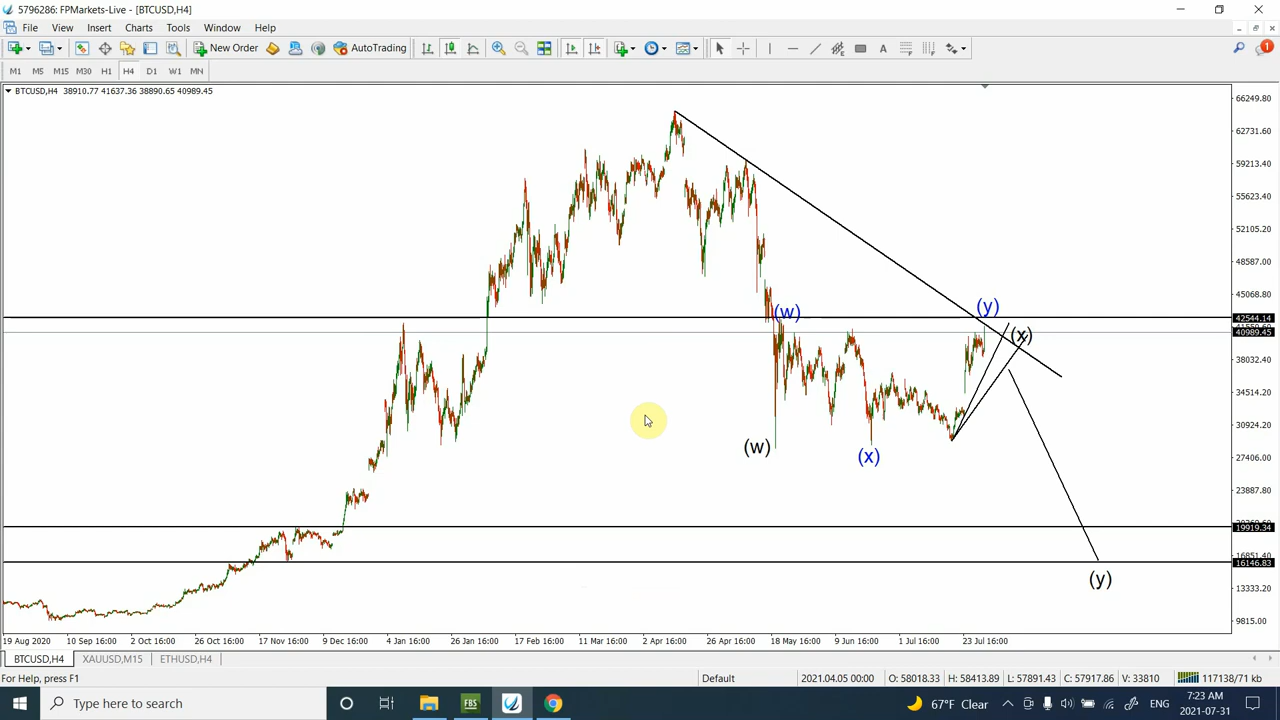 5796286: FPMarkets-Live - [BTCUSD,H4]
File View Insert Charts Tools Window Help
New Order AutoTrading 1
M1 M5 M15 M30 H1 H4 D1 W1 MN
BTCUSD,H4 38910.77 41637.36 38890.65 40989.45
66249.80
62731.40
59213.40
55623.40
52105.20
48587.00
45068.80
(y)
(w)
42544.14
40989.45
(x)
38032.40
34514.20
30924.20
(w)
(x)
27406.00
23887.80
19919.34
16851.40
16146.83
(y)
13333.20
9815.00
19 Aug 2020 10 Sep 16:00 2 Oct 16:00 26 Oct 16:00 17 Nov 16:00 9 Dec 16:00 4 Jan 16:00 26 Jan 16:00 17 Feb 16:00 11 Mar 16:00 2 Apr 16:00 26 Apr 16:00 18 May 16:00 9 Jun 16:00 1 Jul 16:00 23 Jul 16:00
BTCUSD,H4 XAUUSD,M15 ETHUSD,H4
For Help, press F1 Default 2021.04.05 00:00 O: 58018.33 H: 58413.89 L: 57891.43 C: 57917.86 V: 33810 117138/71 kb
Type here to search FBS 67°F Clear ENG 7:23 AM
2021-07-31